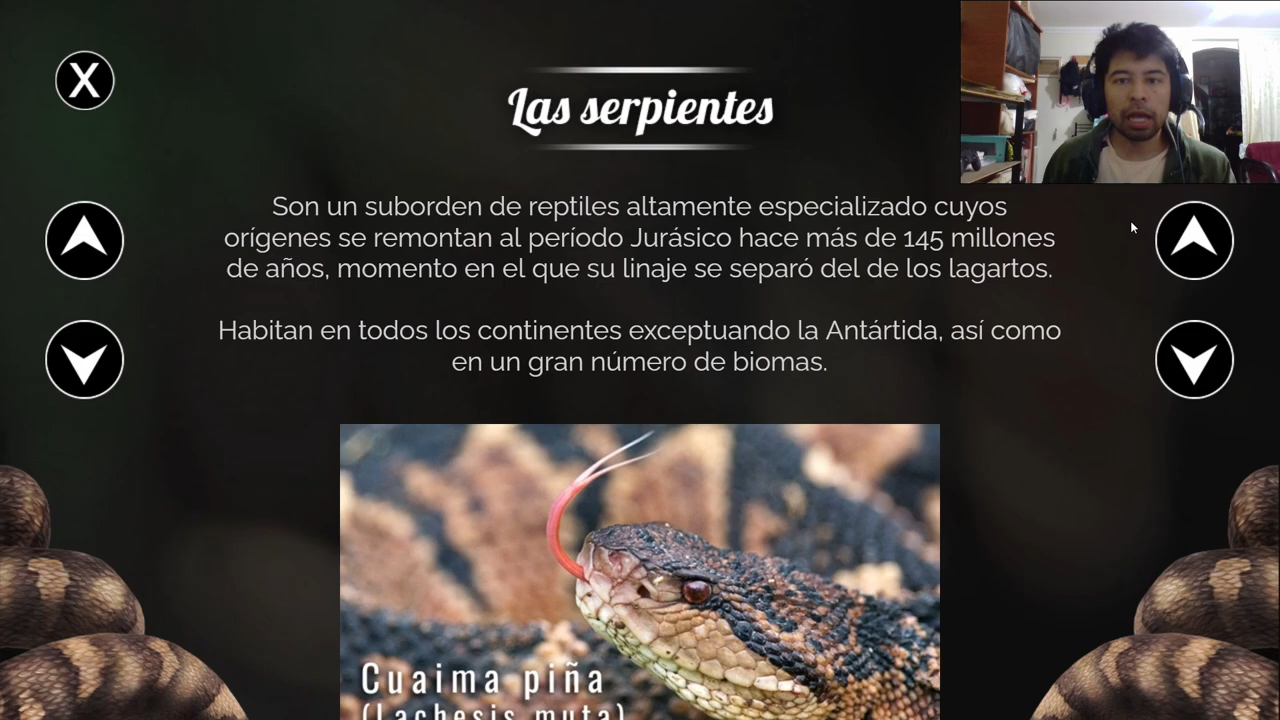 X
Las serpientes
Son un suborden de reptiles altamente especializado cuyos
orígenes se remontan al período Jurásico hace más de 145 millones
de años, momento en el que su linaje se separó del de los lagartos.
Habitan en todos los continentes exceptuando la Antártida, así como
en un gran número de biomas.
Cuaima piña
(Lachesis muta)